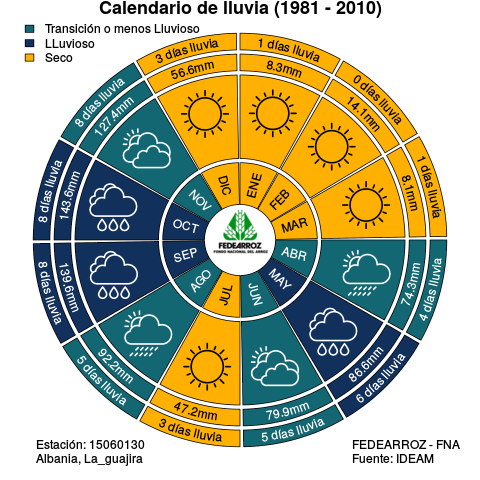 Calendario de lluvia (1981 - 2010)
Transición o menos Lluvioso
LLuvioso
Seco
1 días lluvia
8.3mm
ENE
0 días lluvia
14.1mm
FEB
1 días lluvia
8.1mm
MAR
4 días lluvia
74.3mm
ABR
6 días lluvia
86.6mm
MAY
5 días lluvia
79.9mm
JUN
3 días lluvia
47.2mm
JUL
5 días lluvia
92.2mm
AGO
8 días lluvia
139.6mm
SEP
8 días lluvia
143.6mm
OCT
8 días lluvia
127.4mm
NOV
3 días lluvia
56.6mm
DIC
FEDEARROZ
FONDO NACIONAL DEL ARROZ
Estación: 15060130
Albania, La_guajira
FEDEARROZ - FNA
Fuente: IDEAM